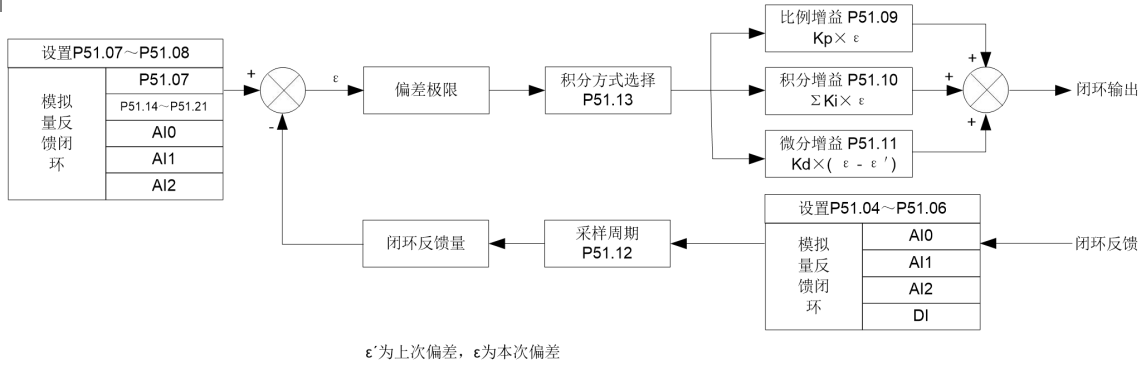 设置P51.07～P51.08
模拟
量反
馈闭
环
P51.07
P51.14～P51.21
AI0
AI1
AI2
+
-
ε
偏差极限
积分方式选择
P51.13
比例增益 P51.09
Kp× ε
积分增益 P51.10
ΣKi× ε
微分增益 P51.11
Kd×( ε - ε′)
+
+
+
闭环输出
闭环反馈量
采样周期
P51.12
设置P51.04～P51.06
模拟
量反
馈闭
环
AI0
AI1
AI2
DI
闭环反馈
ε´为上次偏差，ε为本次偏差